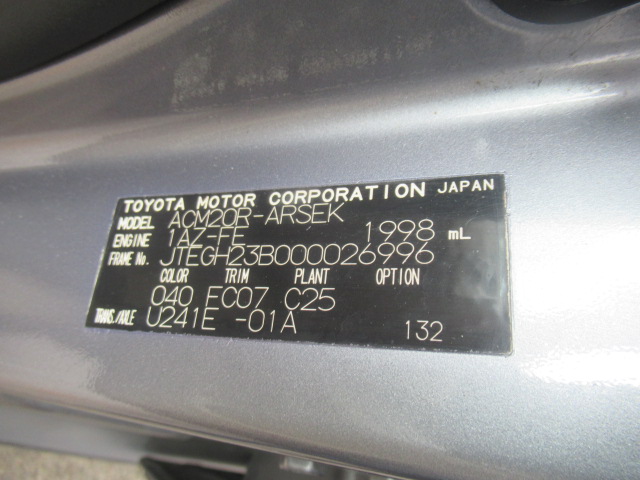 TOYOTA MOTOR CORPORATION JAPAN
MODEL ACM20R-ARSEK
ENGINE 1AZ-FE 1998 mL
FRAME No. JTEGH23B000026996
COLOR TRIM PLANT OPTION
040 EC07 C25
TRANS./AXLE U241E -01A 132